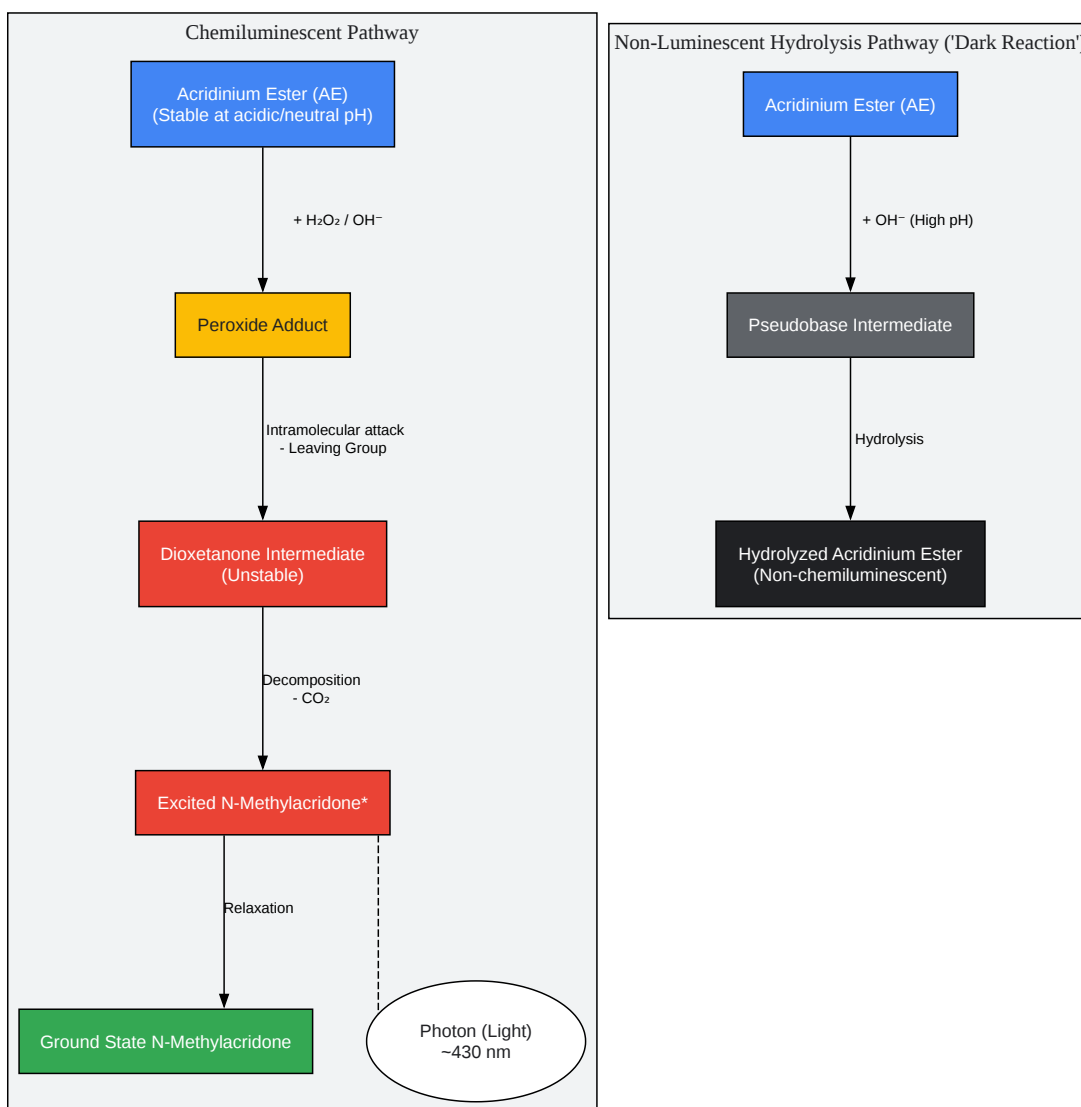 Chemiluminescent Pathway
Acridinium Ester (AE)
(Stable at acidic/neutral pH)
+ H₂O₂ / OH⁻
Peroxide Adduct
Intramolecular attack
- Leaving Group
Dioxetanone Intermediate
(Unstable)
Decomposition
- CO₂
Excited N-Methylacridone*
Relaxation
Ground State N-Methylacridone
Photon (Light)
~430 nm
Non-Luminescent Hydrolysis Pathway ('Dark Reaction')
Acridinium Ester (AE)
+ OH⁻ (High pH)
Pseudobase Intermediate
Hydrolysis
Hydrolyzed Acridinium Ester
(Non-chemiluminescent)